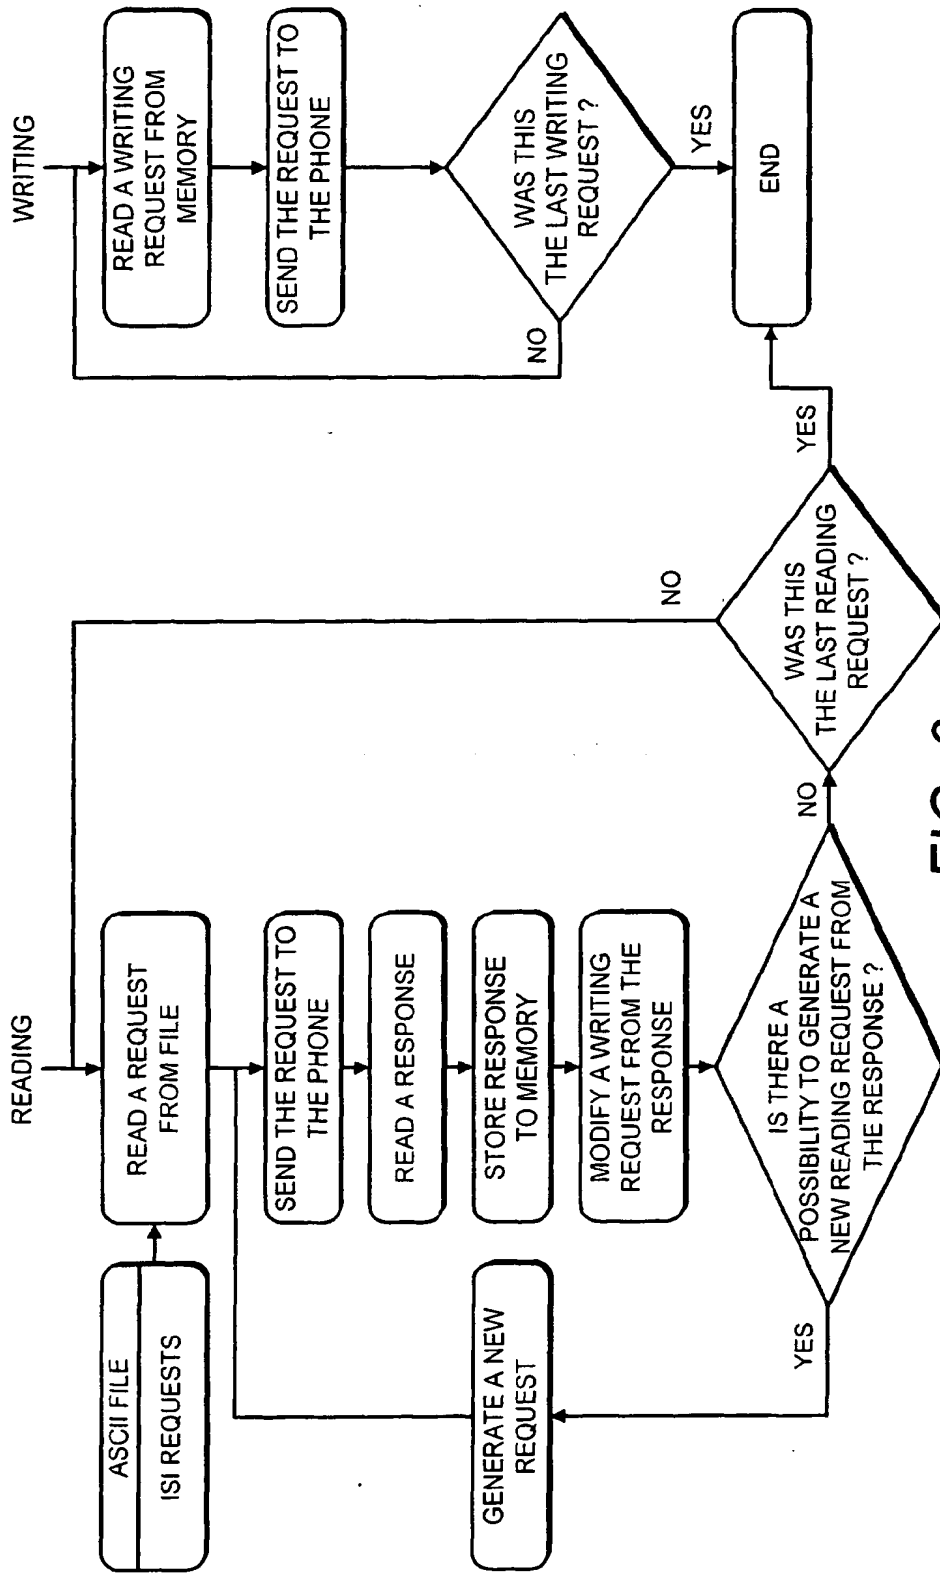 READING
ASCII FILE
ISI REQUESTS
READ A REQUEST
FROM FILE
SEND THE REQUEST TO
THE PHONE
READ A RESPONSE
STORE RESPONSE
TO MEMORY
MODIFY A WRITING
REQUEST FROM THE
RESPONSE
GENERATE A NEW
REQUEST
IS THERE A
POSSIBILITY TO GENERATE A
NEW READING REQUEST FROM
THE RESPONSE ?
YES
NO
WAS THIS
THE LAST READING
REQUEST ?
NO
YES
WRITING
READ A WRITING
REQUEST FROM
MEMORY
SEND THE REQUEST TO
THE PHONE
WAS THIS
THE LAST WRITING
REQUEST ?
NO
YES
END